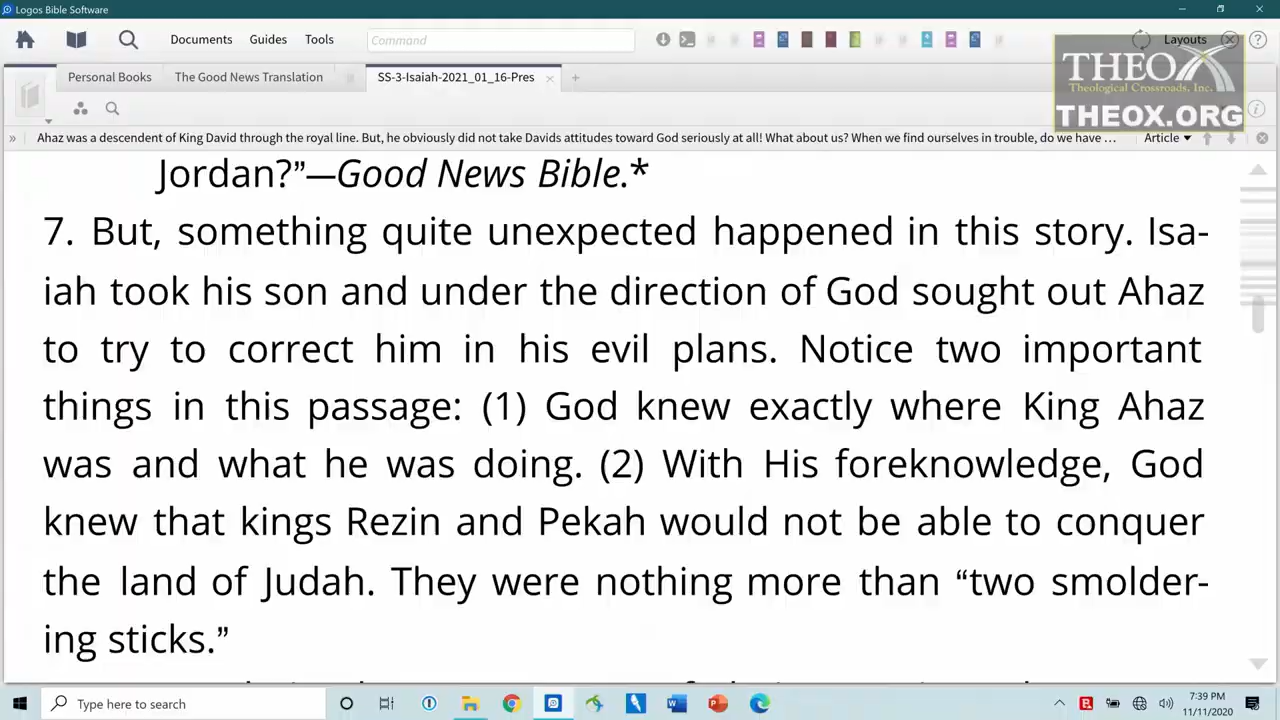 Logos Bible Software
Documents Guides Tools Command Layouts
THEOX
Theological Crossroads, Inc.
THEOX.ORG
Personal Books The Good News Translation SS-3-Isaiah-2021_01_16-Pres
Ahaz was a descendent of King David through the royal line. But, he obviously did not take Davids attitudes toward God seriously at all! What about us? When we find ourselves in trouble, do we have ... Article
Jordan?”—Good News Bible.*
7. But, something quite unexpected happened in this story. Isa-
iah took his son and under the direction of God sought out Ahaz
to try to correct him in his evil plans. Notice two important
things in this passage: (1) God knew exactly where King Ahaz
was and what he was doing. (2) With His foreknowledge, God
knew that kings Rezin and Pekah would not be able to conquer
the land of Judah. They were nothing more than “two smolder-
ing sticks.”
Type here to search
7:39 PM
11/11/2020